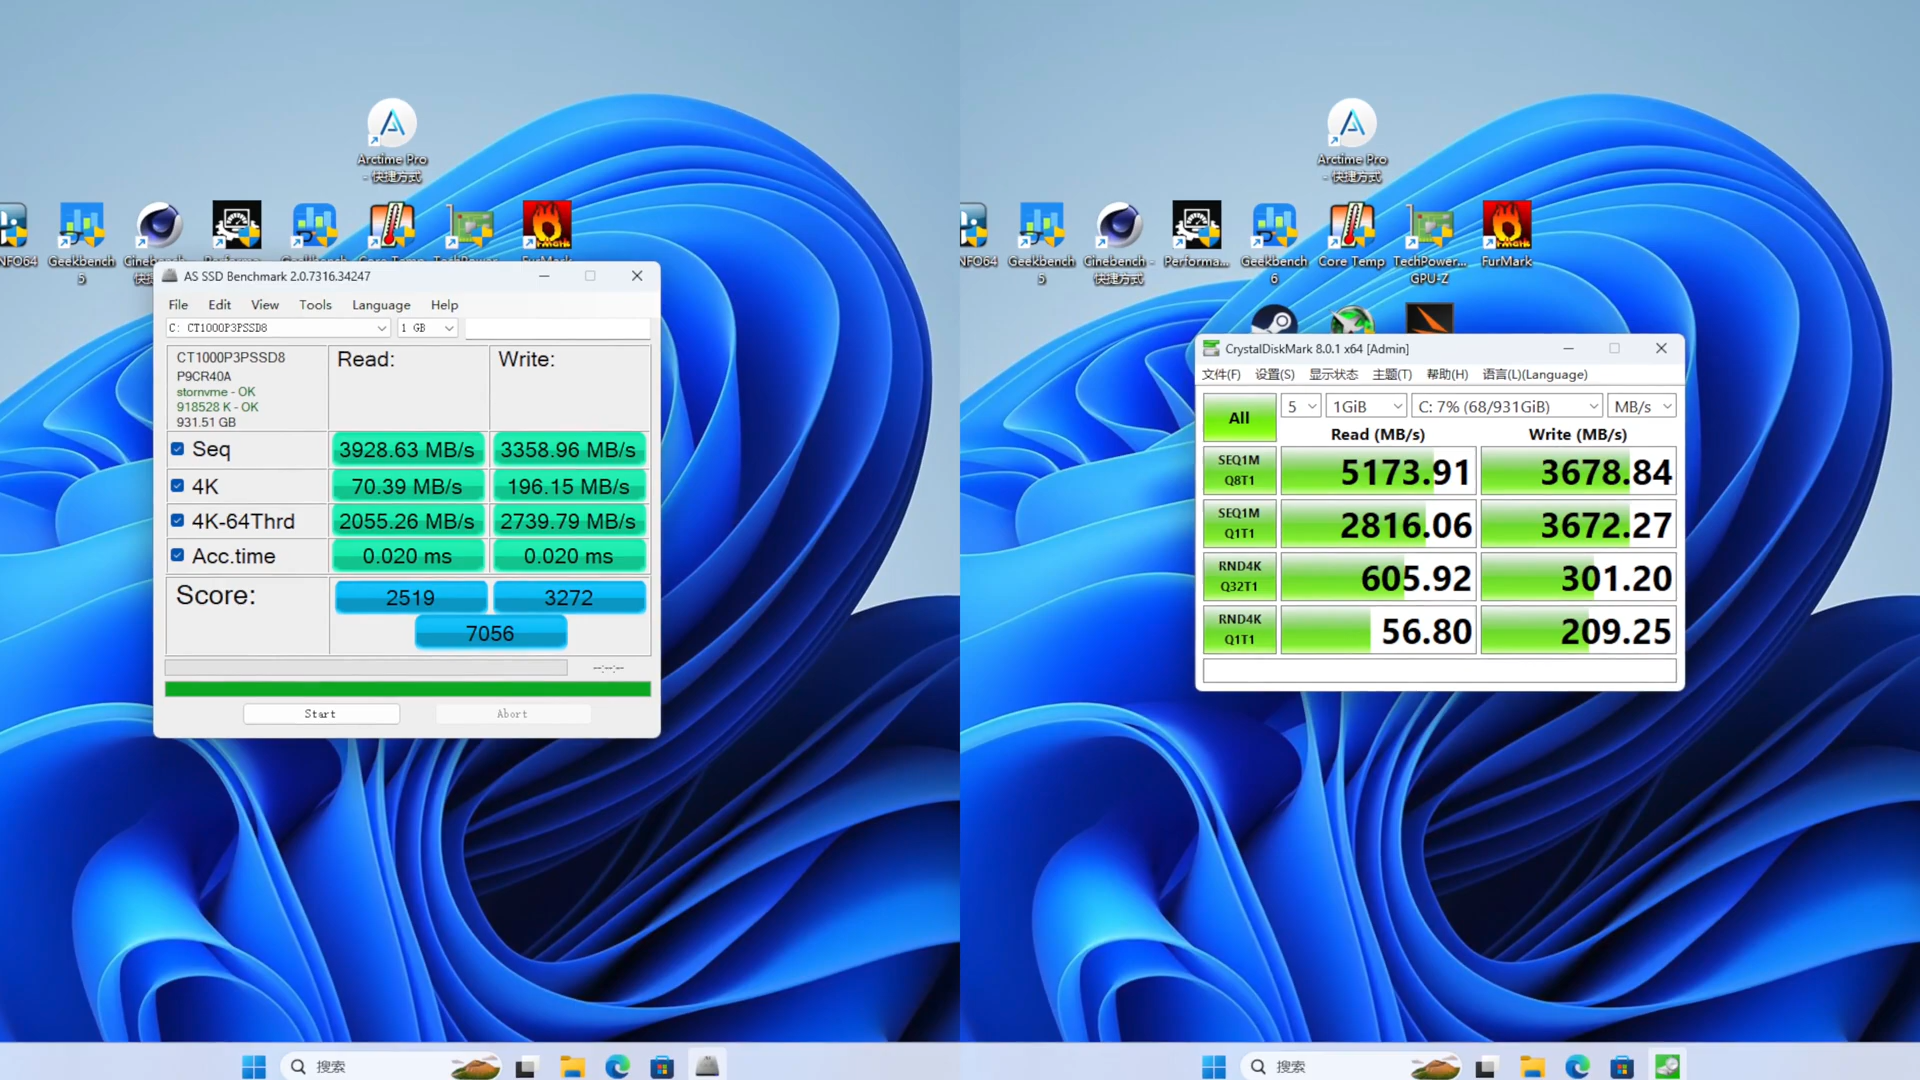 Arctime Pro
- 快捷方式
NFO64
Geekbench
5
AS SSD Benchmark 2.0.7316.34247
File Edit View Tools Language Help
C: CT1000P3PSSD8 1 GB
CT1000P3PSSD8
P9CR40A
stornvme - OK
918528 K - OK
931.51 GB
Read: Write:
Seq 3928.63 MB/s 3358.96 MB/s
4K 70.39 MB/s 196.15 MB/s
4K-64Thrd 2055.26 MB/s 2739.79 MB/s
Acc.time 0.020 ms 0.020 ms
Score: 2519 3272
7056
--:--:--
Start Abort
搜索
Arctime Pro
- 快捷方式
NFO64 Geekbench Cinebench - Performa... Geekbench Core Temp TechPower... FurMark
5 快捷方式 6 GPU-Z
CrystalDiskMark 8.0.1 x64 [Admin]
文件(F) 设置(S) 显示状态 主题(T) 帮助(H) 语言(L)(Language)
All 5 1GiB C: 7% (68/931GiB) MB/s
Read (MB/s) Write (MB/s)
SEQ1M
Q8T1 5173.91 3678.84
SEQ1M
Q1T1 2816.06 3672.27
RND4K
Q32T1 605.92 301.20
RND4K
Q1T1 56.80 209.25
搜索